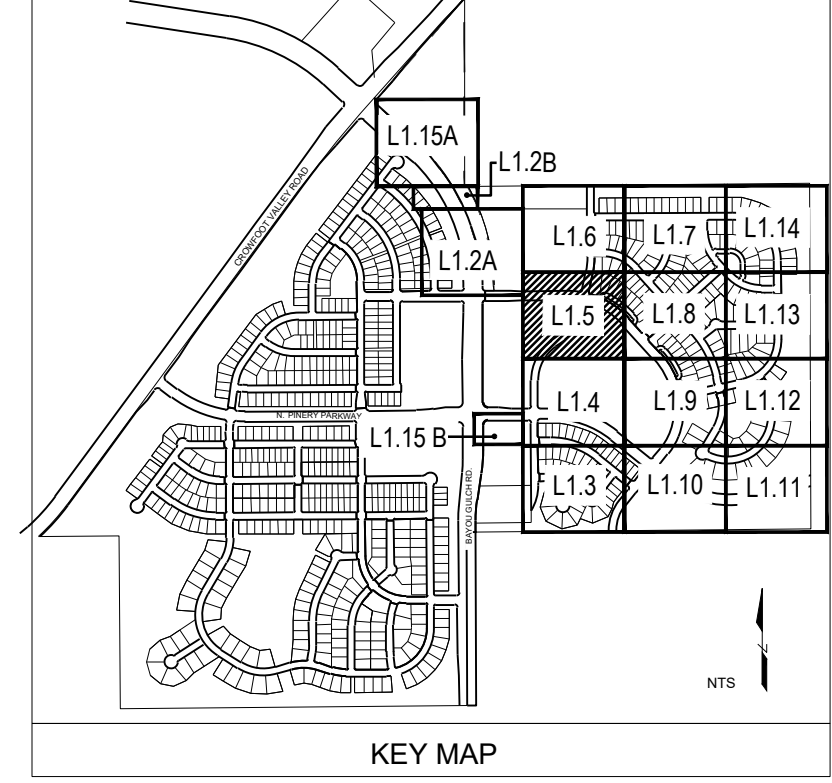 L1.15A
L1.2B
CROWFOOT VALLEY ROAD
L1.2A
L1.6
L1.7
L1.14
L1.5
L1.8
L1.13
N. PINERY PARKWAY
L1.4
L1.9
L1.12
L1.15 B
BAYOU GULCH RD.
L1.3
L1.10
L1.11
NTS
N
KEY MAP